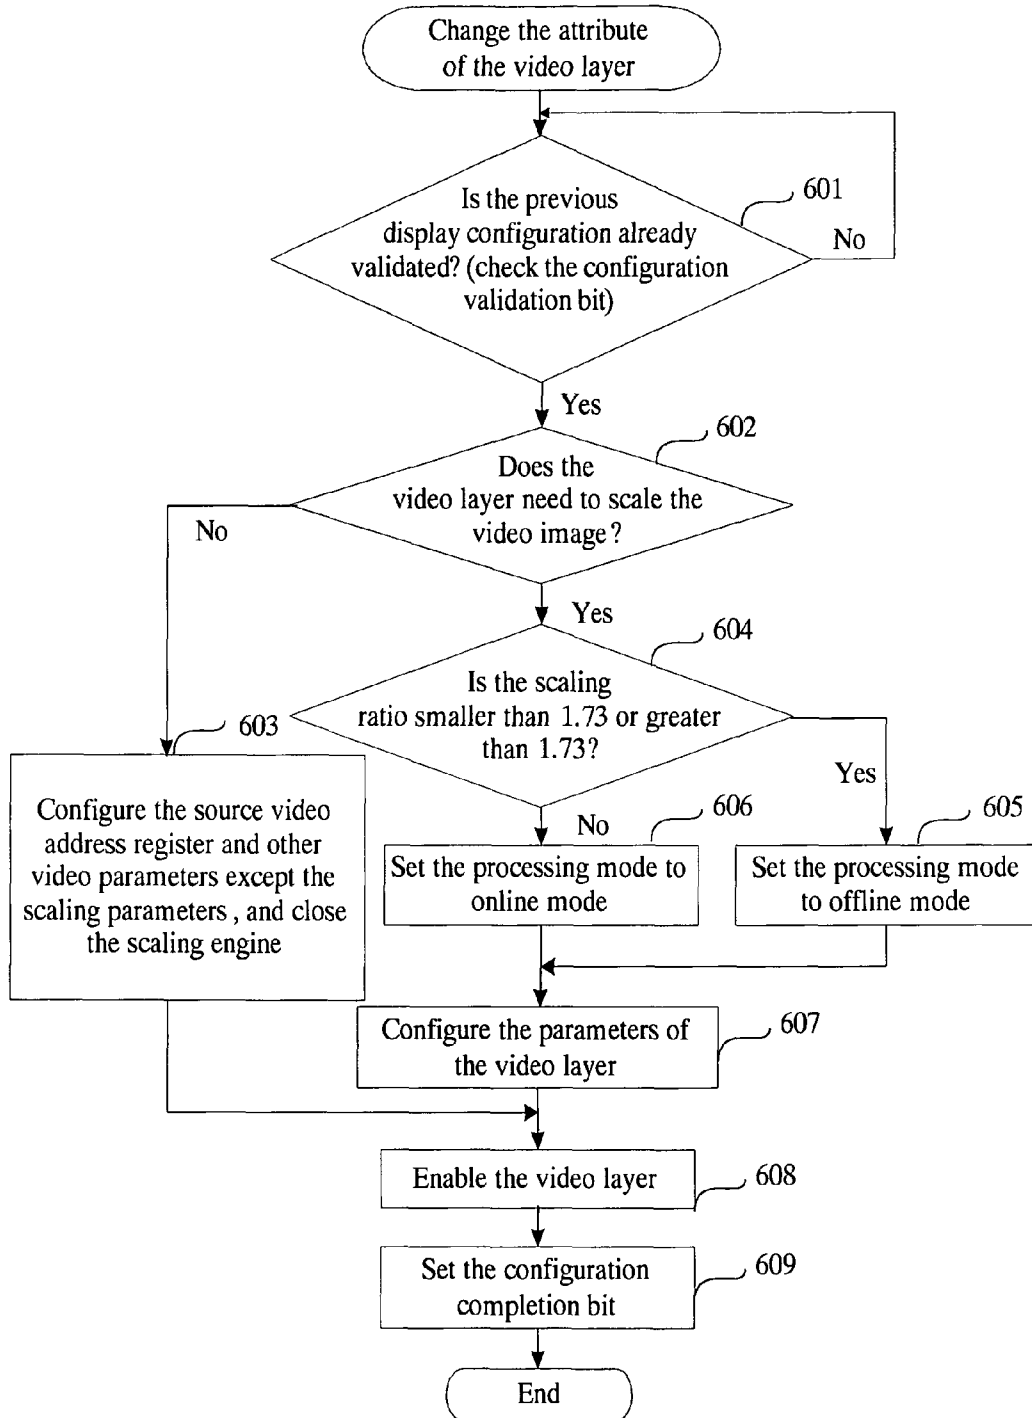 Change the attribute
of the video layer
Is the previous
display configuration already
validated? (check the configuration
validation bit)
601
No
Yes
602
Does the
video layer need to scale the
video image?
No
Yes
604
Is the scaling
ratio smaller than 1.73 or greater
than 1.73?
603
Yes
Configure the source video
address register and other
video parameters except the
scaling parameters, and close
the scaling engine
No
606
605
Set the processing mode to
online mode
Set the processing mode
to offline mode
Configure the parameters of
the video layer
607
Enable the video layer
608
Set the configuration
completion bit
609
End